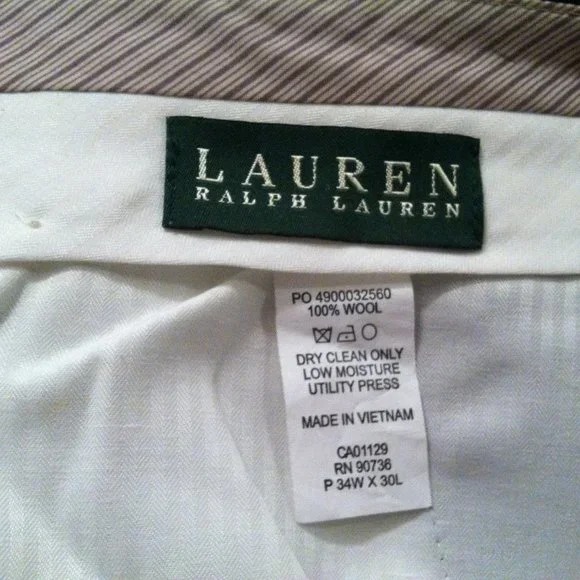 LAUREN
RALPH LAUREN
PO 4900032560
100% WOOL
DRY CLEAN ONLY
LOW MOISTURE
UTILITY PRESS
MADE IN VIETNAM
CA01129
RN 90736
P 34W X 30L